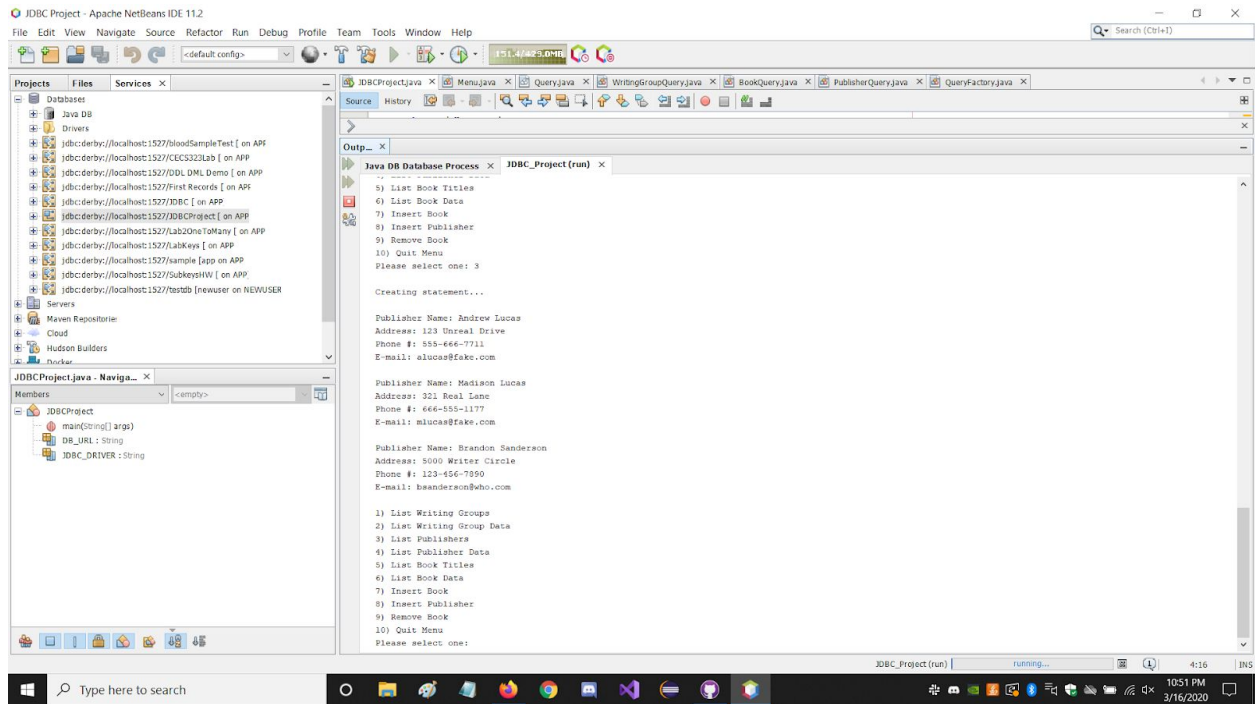 JDBC Project - Apache NetBeans IDE 11.2
File Edit View Navigate Source Refactor Run Debug Profile Team Tools Window Help
Search (Ctrl+I)
<default config>
151.4/429.0MB
Projects Files Services
Databases
Java DB
Drivers
jdbc:derby://localhost:1527/bloodSampleTest [ on APP
jdbc:derby://localhost:1527/CECS323Lab [ on APP
jdbc:derby://localhost:1527/DDL DML Demo [ on APP
jdbc:derby://localhost:1527/First Records [ on APP
jdbc:derby://localhost:1527/JDBC [ on APP
jdbc:derby://localhost:1527/JDBCProject [ on APP
jdbc:derby://localhost:1527/Lab2OneToMany [ on APP
jdbc:derby://localhost:1527/LabKeys [ on APP
jdbc:derby://localhost:1527/sample [app on APP
jdbc:derby://localhost:1527/SubkeysHW [ on APP
jdbc:derby://localhost:1527/testdb [newuser on NEWUSER
Servers
Maven Repositories
Cloud
Hudson Builders
Docker
JDBCProject.java - Naviga...
Members
<empty>
JDBCProject
main(String[] args)
DB_URL : String
JDBC_DRIVER : String
JDBCProject.java Menu.java Query.java WritingGroupQuery.java BookQuery.java PublisherQuery.java QueryFactory.java
Source History
Outp...
Java DB Database Process JDBC_Project (run)
5) List Book Titles
6) List Book Data
7) Insert Book
8) Insert Publisher
9) Remove Book
10) Quit Menu
Please select one: 3
Creating statement...
Publisher Name: Andrew Lucas
Address: 123 Unreal Drive
Phone #: 555-666-7711
E-mail: alucas@fake.com
Publisher Name: Madison Lucas
Address: 321 Real Lane
Phone #: 666-555-1177
E-mail: mlucas@fake.com
Publisher Name: Brandon Sanderson
Address: 5000 Writer Circle
Phone #: 123-456-7890
E-mail: bsanderson@who.com
1) List Writing Groups
2) List Writing Group Data
3) List Publishers
4) List Publisher Data
5) List Book Titles
6) List Book Data
7) Insert Book
8) Insert Publisher
9) Remove Book
10) Quit Menu
Please select one:
JDBC_Project (run) running... 1 4:16 INS
Type here to search
10:51 PM
3/16/2020